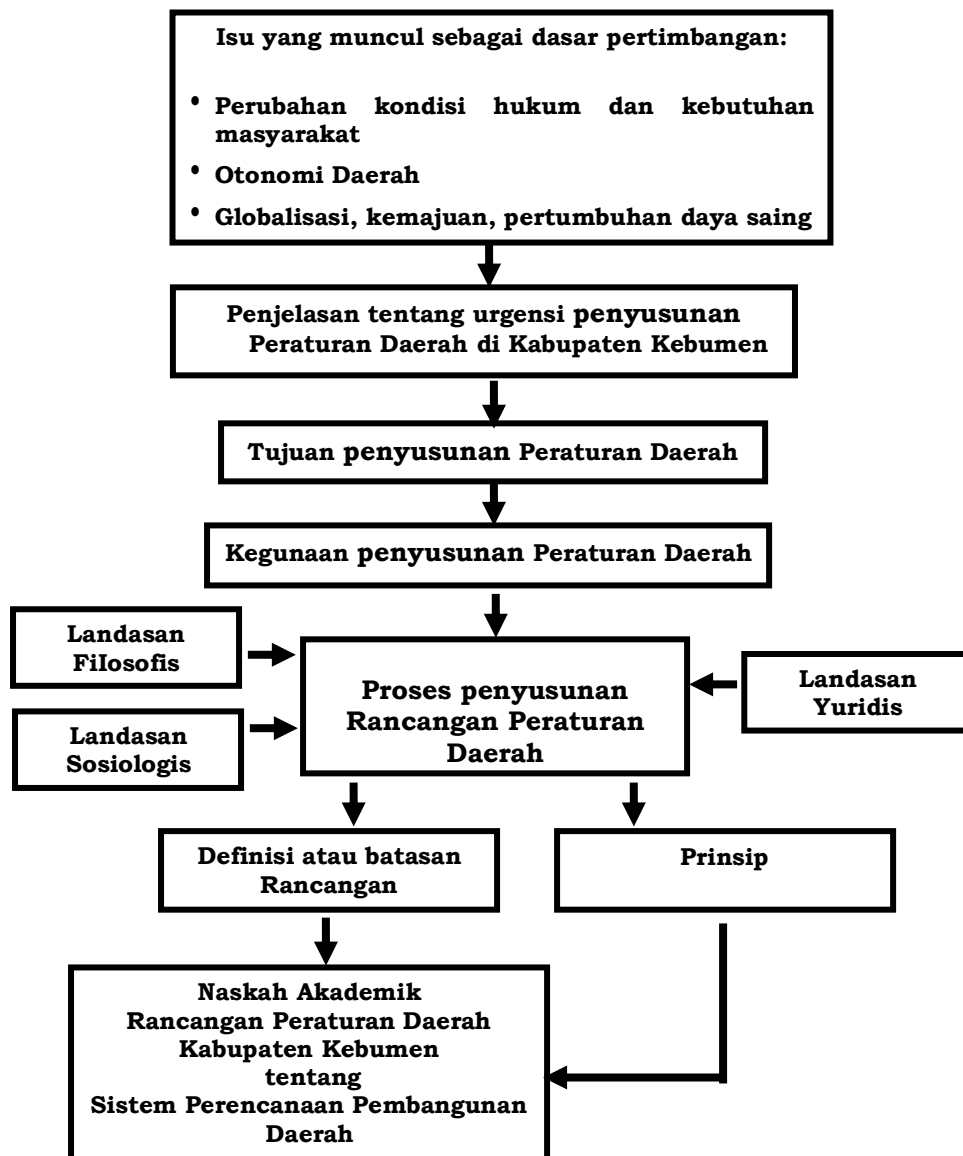 Isu yang muncul sebagai dasar pertimbangan:
• Perubahan kondisi hukum dan kebutuhan
masyarakat
• Otonomi Daerah
• Globalisasi, kemajuan, pertumbuhan daya saing
Penjelasan tentang urgensi penyusunan
Peraturan Daerah di Kabupaten Kebumen
Tujuan penyusunan Peraturan Daerah
Kegunaan penyusunan Peraturan Daerah
Landasan
Filosofis
Landasan
Sosiologis
Proses penyusunan
Rancangan Peraturan
Daerah
Landasan
Yuridis
Definisi atau batasan
Rancangan
Prinsip
Naskah Akademik
Rancangan Peraturan Daerah
Kabupaten Kebumen
tentang
Sistem Perencanaan Pembangunan
Daerah